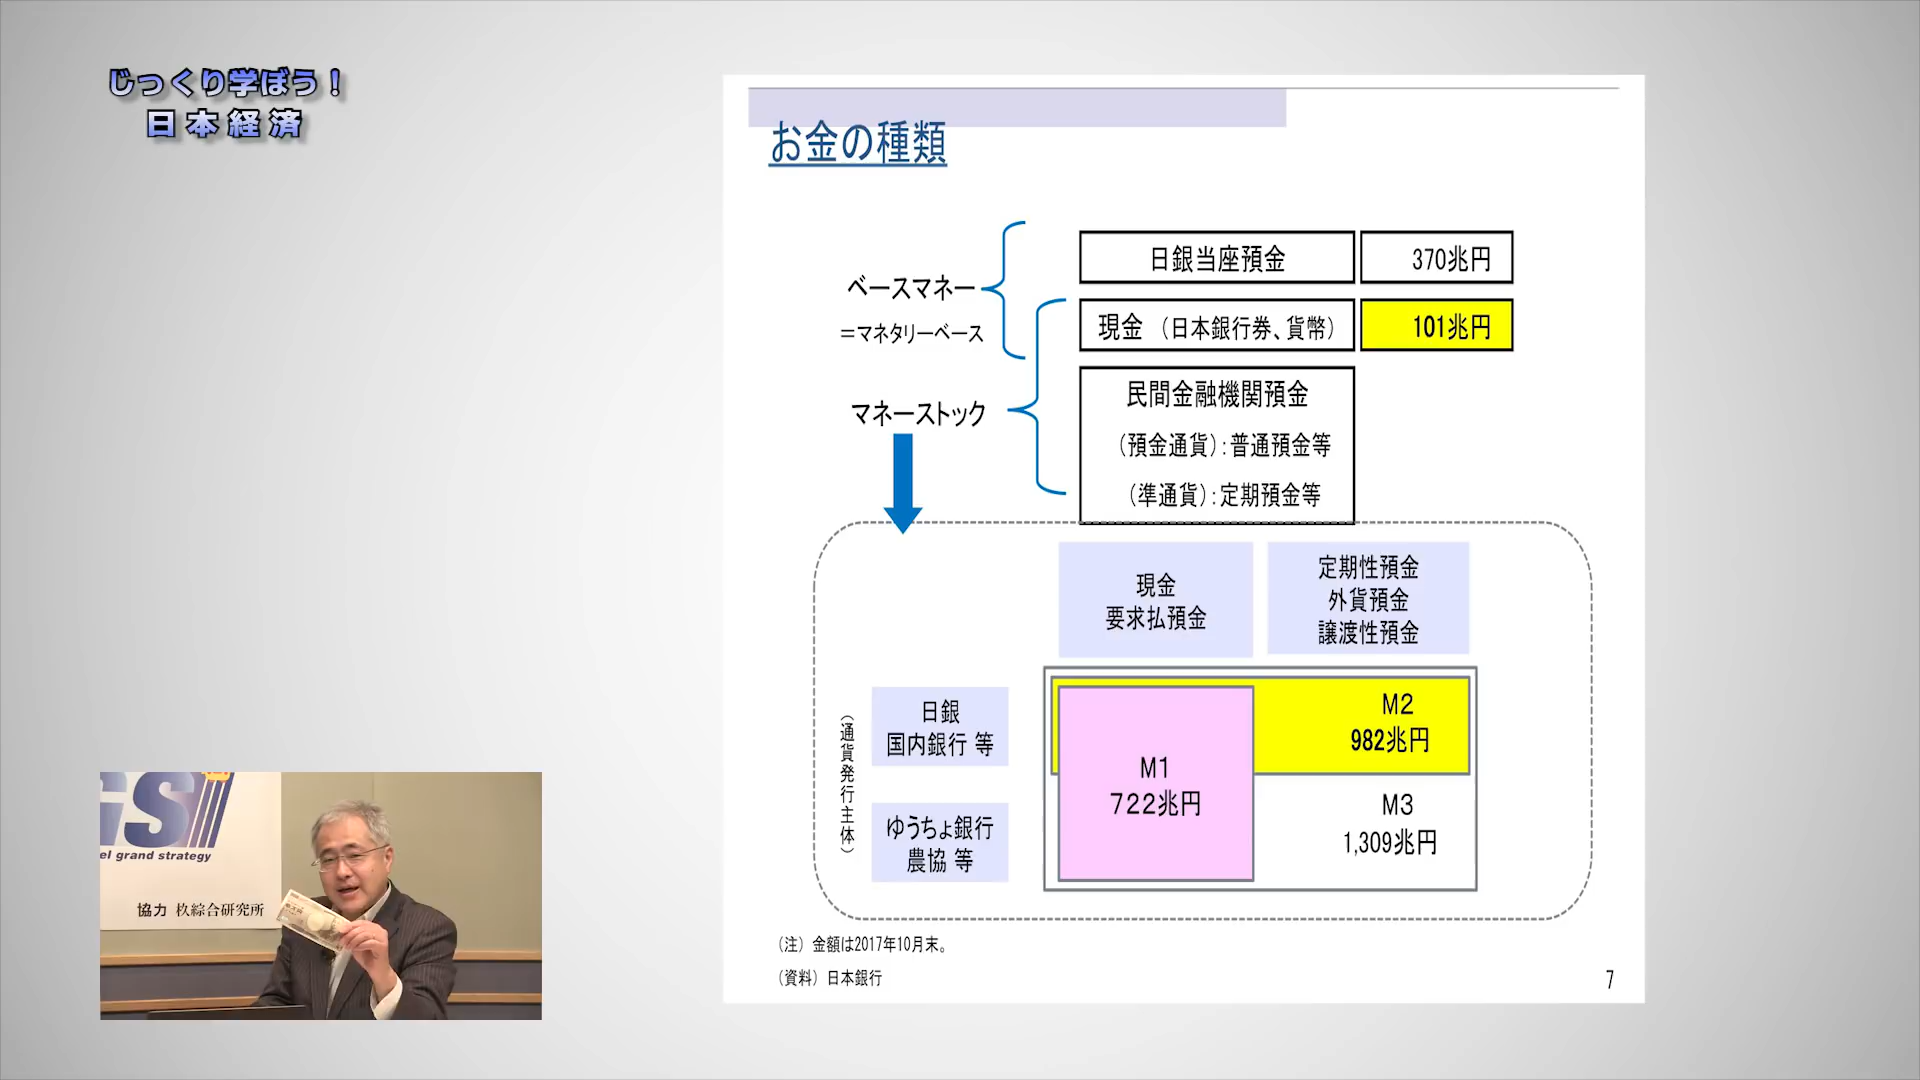 じっくり学ぼう！
日本経済
お金の種類
日銀当座預金
370兆円
ベースマネー
＝マネタリーベース
現金 （日本銀行券、貨幣）
101兆円
マネーストック
民間金融機関預金
（預金通貨）：普通預金等
（準通貨）：定期預金等
現金
要求払預金
定期性預金
外貨預金
譲渡性預金
（通貨発行主体）
日銀
国内銀行 等
ゆうちょ銀行
農協 等
M1
722兆円
M2
982兆円
M3
1,309兆円
（注）金額は2017年10月末。
（資料）日本銀行
7
GS
el grand strategy
協力 杦綜合研究所